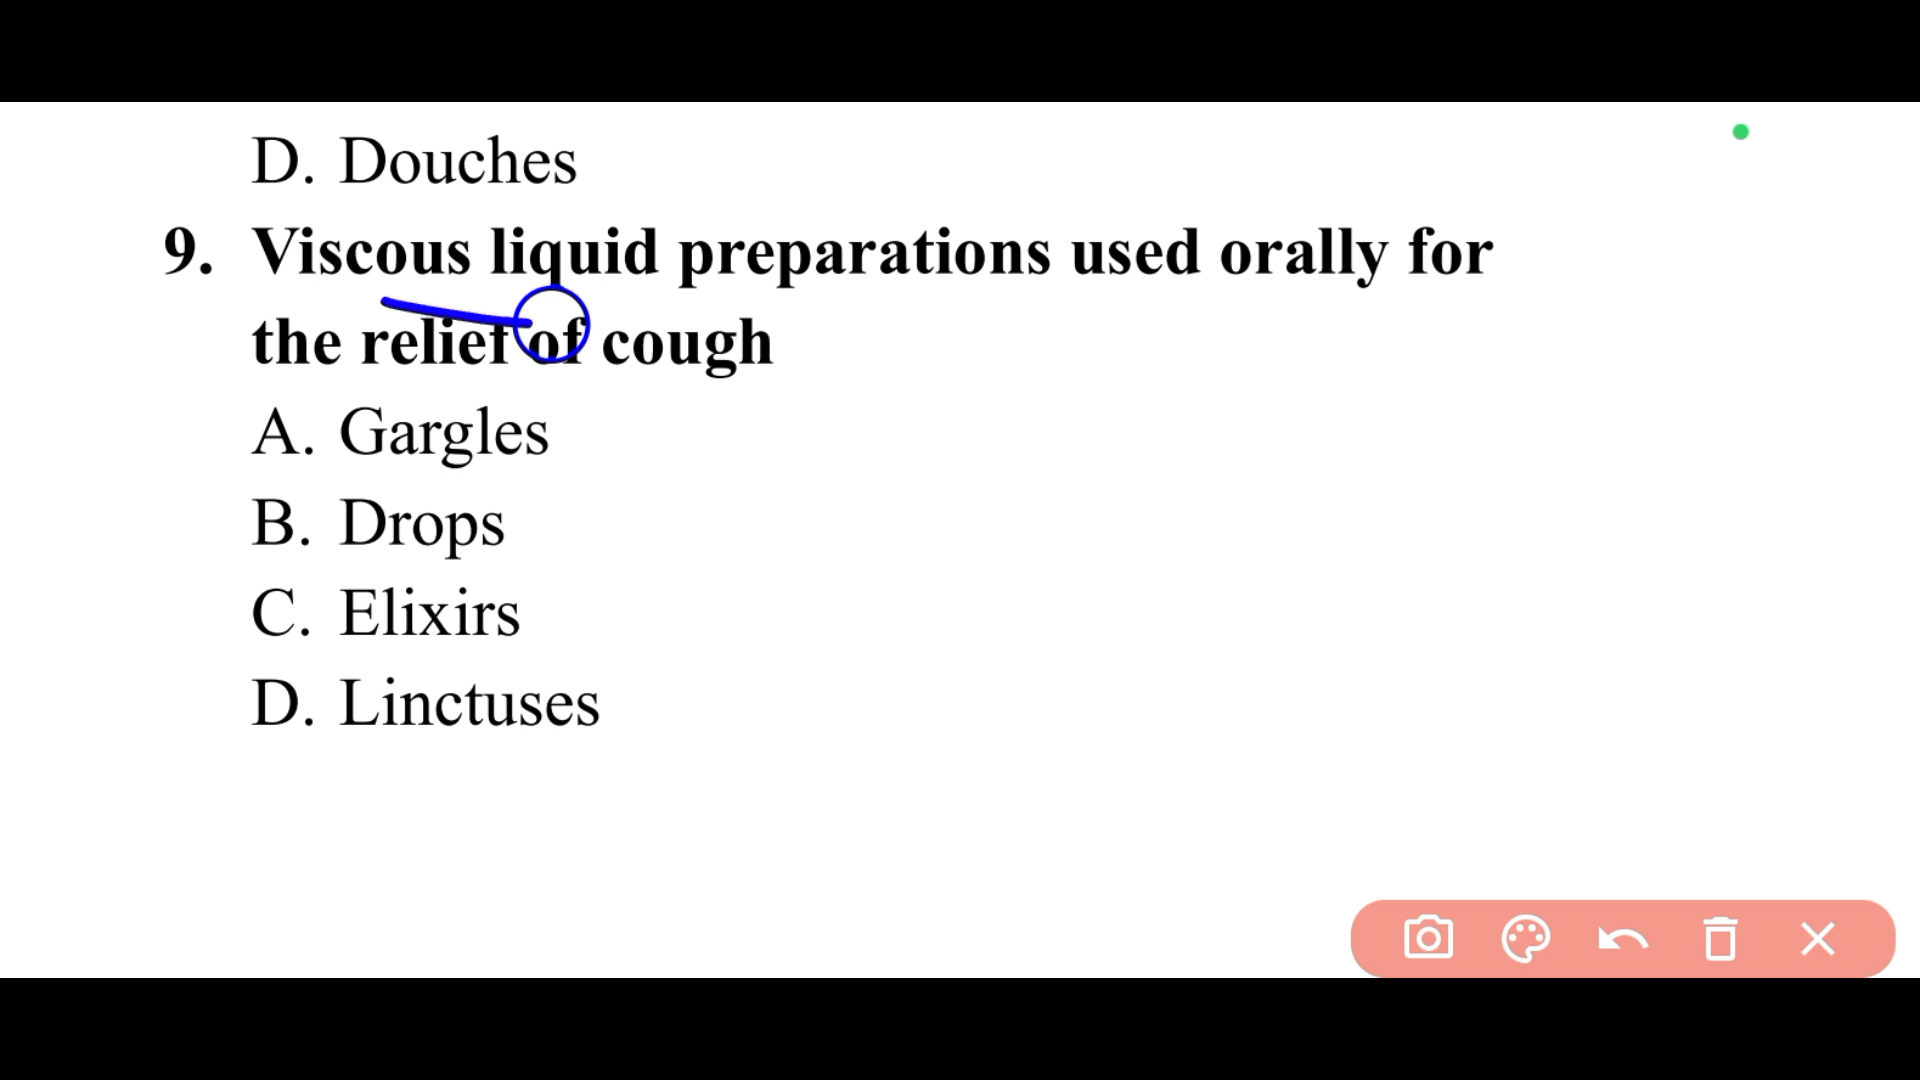 D. Douches
9. Viscous liquid preparations used orally for
the relief of cough
A. Gargles
B. Drops
C. Elixirs
D. Linctuses